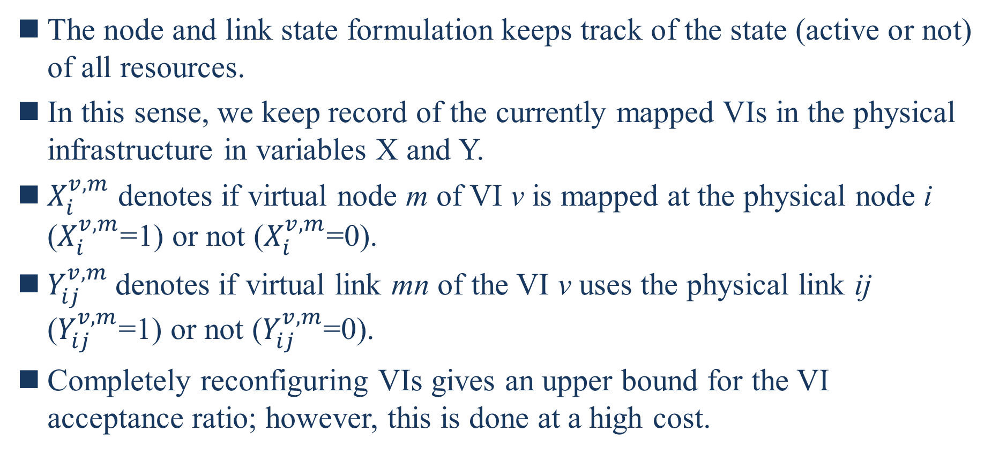 ■ The node and link state formulation keeps track of the state (active or not)
of all resources.
■ In this sense, we keep record of the currently mapped VIs in the physical
infrastructure in variables X and Y.
■ $X_i^{v,m}$ denotes if virtual node m of VI v is mapped at the physical node i
($X_i^{v,m}$=1) or not ($X_i^{v,m}$=0).
■ $Y_{ij}^{v,m}$ denotes if virtual link mn of the VI v uses the physical link ij
($Y_{ij}^{v,m}$=1) or not ($Y_{ij}^{v,m}$=0).
■ Completely reconfiguring VIs gives an upper bound for the VI
acceptance ratio; however, this is done at a high cost.